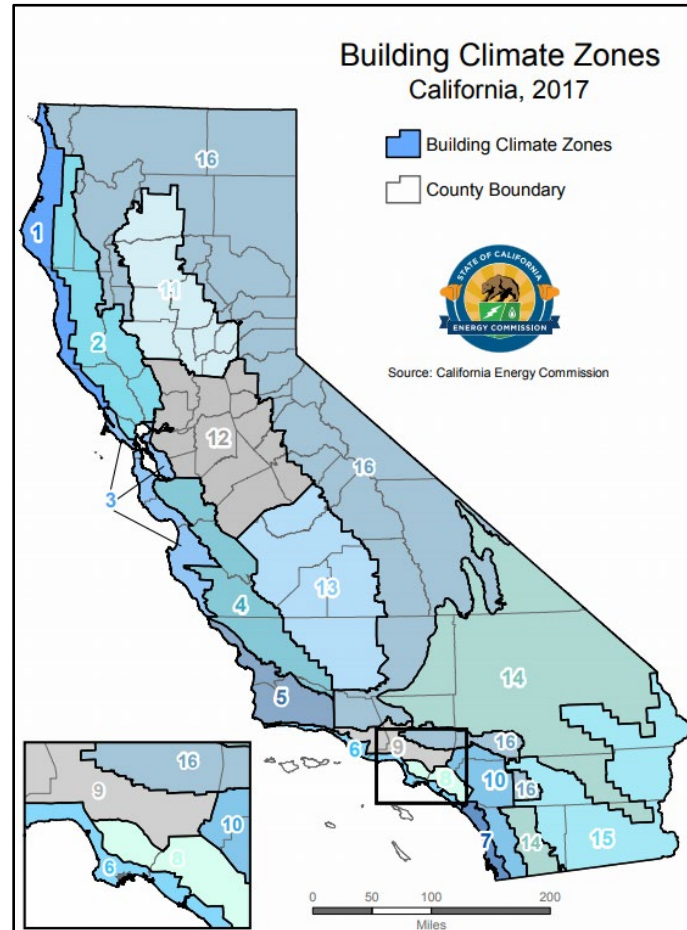 Building Climate Zones
California, 2017
Building Climate Zones
County Boundary
STATE OF CALIFORNIA
ENERGY COMMISSION
Source: California Energy Commission
16
1
11
2
12
16
3
13
4
14
5
6
9
16
8
10
16
7
14
15
16
9
10
8
6
0 50 100 200
Miles